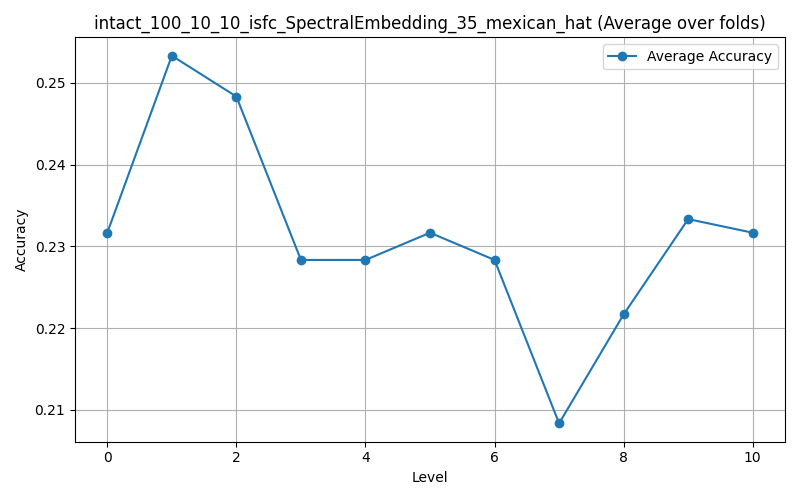 intact_100_10_10_isfc_SpectralEmbedding_35_mexican_hat (Average over folds)
Average Accuracy
0.25
0.24
0.23
0.22
0.21
Accuracy
0 2 4 6 8 10
Level